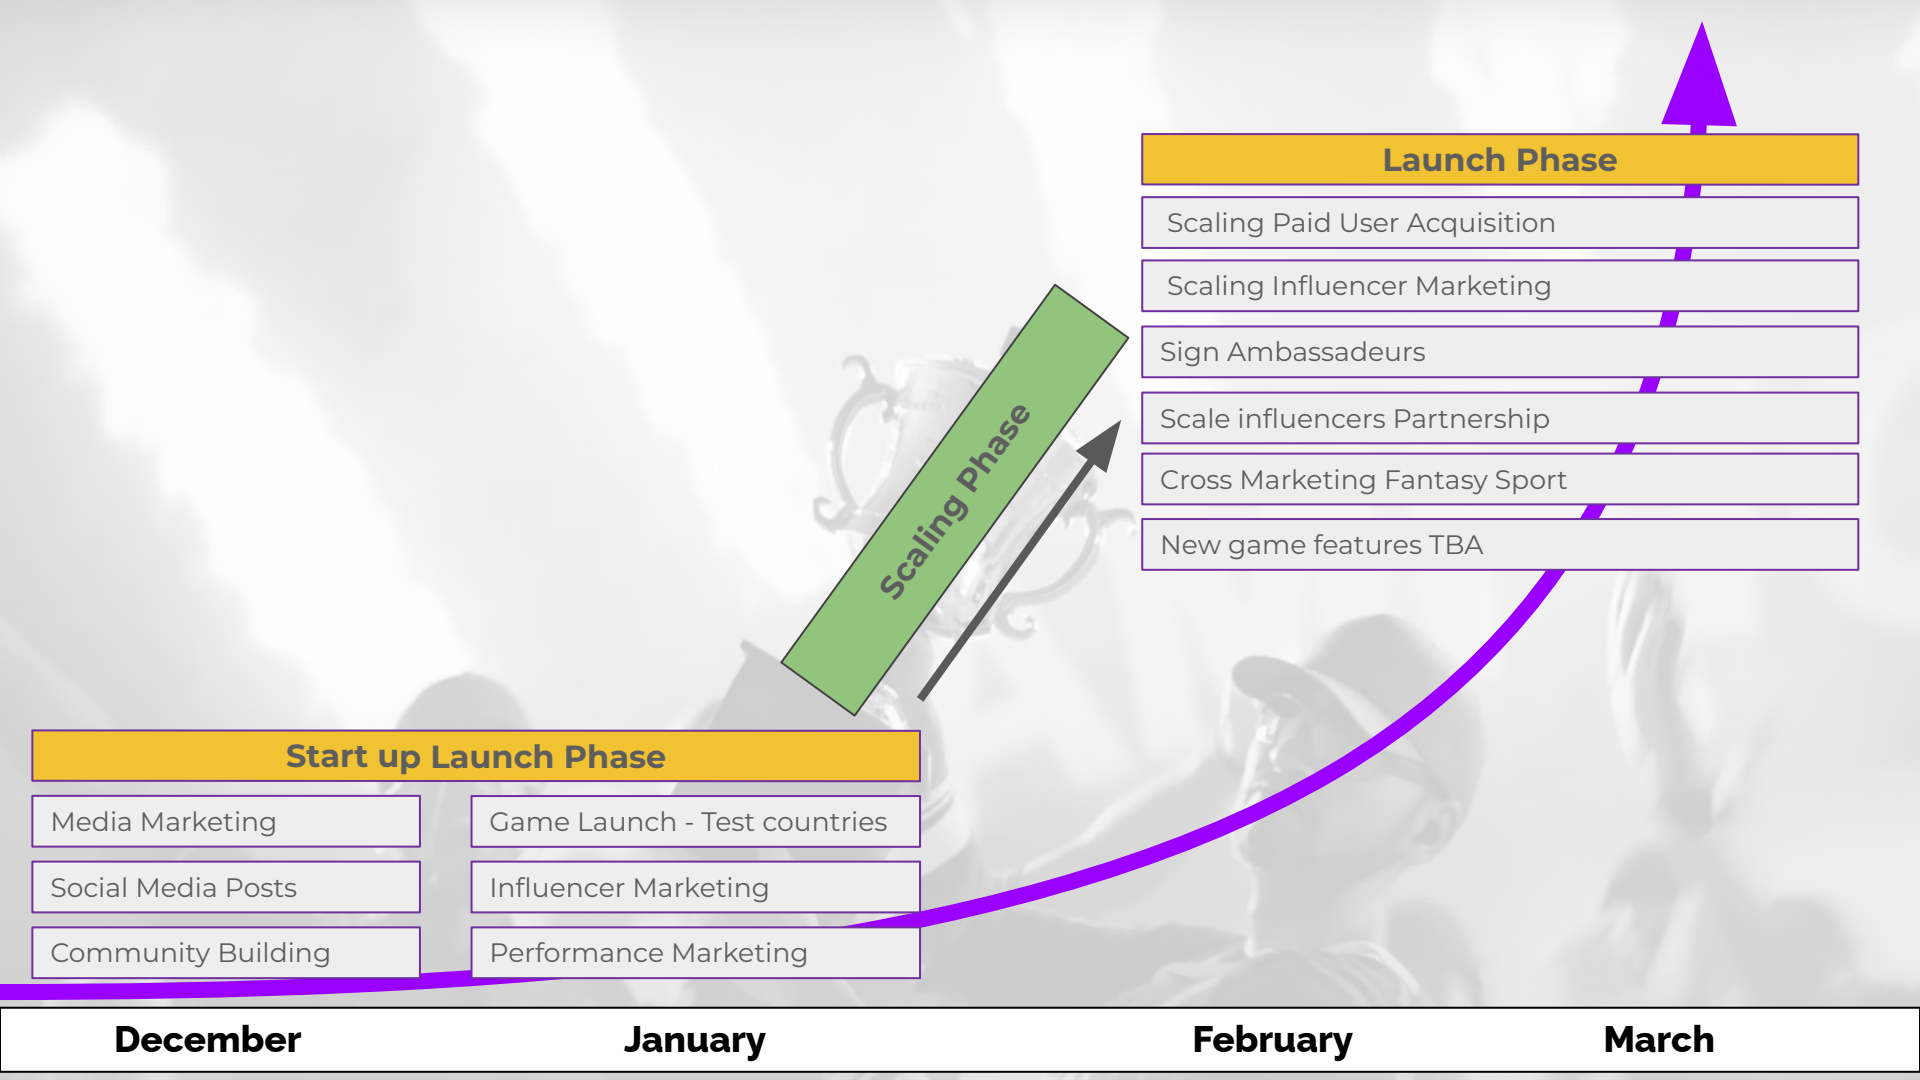 Launch Phase
Scaling Paid User Acquisition
Scaling Influencer Marketing
Sign Ambassadeurs
Scale influencers Partnership
Cross Marketing Fantasy Sport
New game features TBA
Scaling Phase
Start up Launch Phase
Media Marketing
Social Media Posts
Community Building
Game Launch - Test countries
Influencer Marketing
Performance Marketing
December
January
February
March